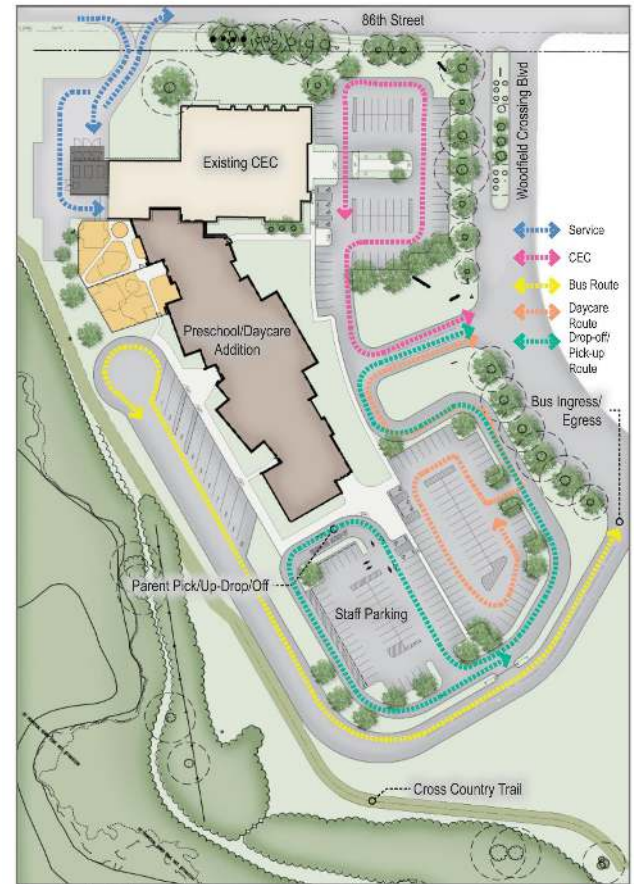 86th Street
Woodfield Crossing Blvd
Existing CEC
Service
CEC
Bus Route
Daycare
Route
Drop-off/
Pick-up
Route
Preschool/Daycare
Addition
Bus Ingress/
Egress
Parent Pick/Up-Drop/Off
Staff Parking
Cross Country Trail